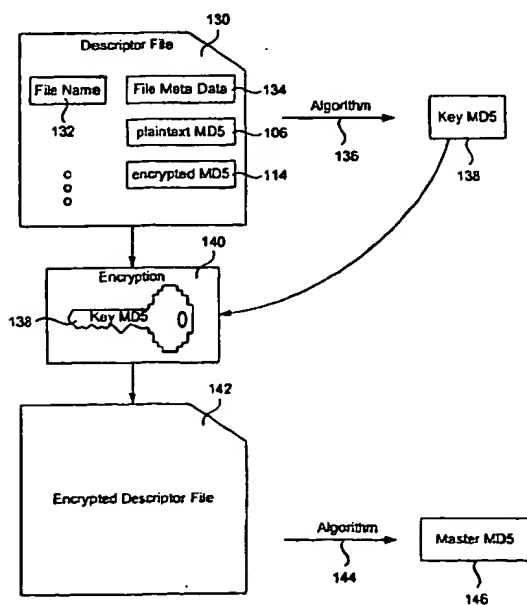 130
Descriptor File
File Name
132
File Meta Data
134
plaintext MD5
106
encrypted MD5
114
Algorithm
136
Key MD5
138
140
Encryption
Key MD5
138
142
Encrypted Descriptor File
Algorithm
144
Master MD5
146